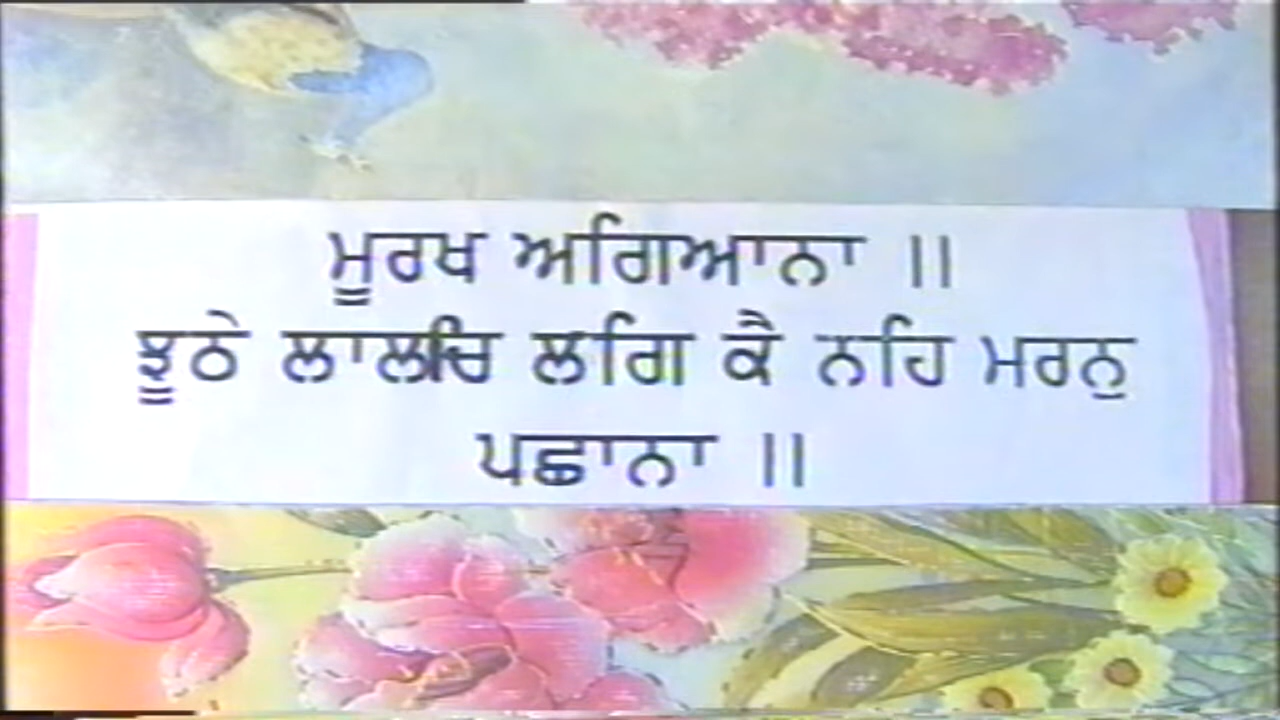 ਮੂਰਖ ਅਗਿਆਨਾ ॥
ਝੂਠੇ ਲਾਲਚਿ ਲਗਿ ਕੈ ਨਹਿ ਮਰਨੁ
ਪਛਾਨਾ ॥